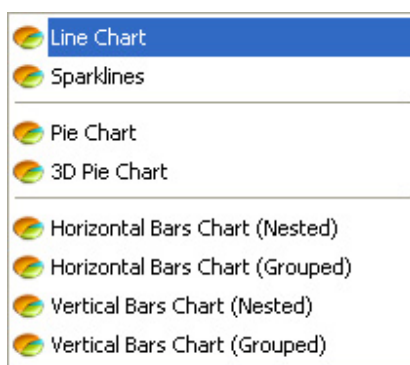 Line Chart
Sparklines
Pie Chart
3D Pie Chart
Horizontal Bars Chart (Nested)
Horizontal Bars Chart (Grouped)
Vertical Bars Chart (Nested)
Vertical Bars Chart (Grouped)